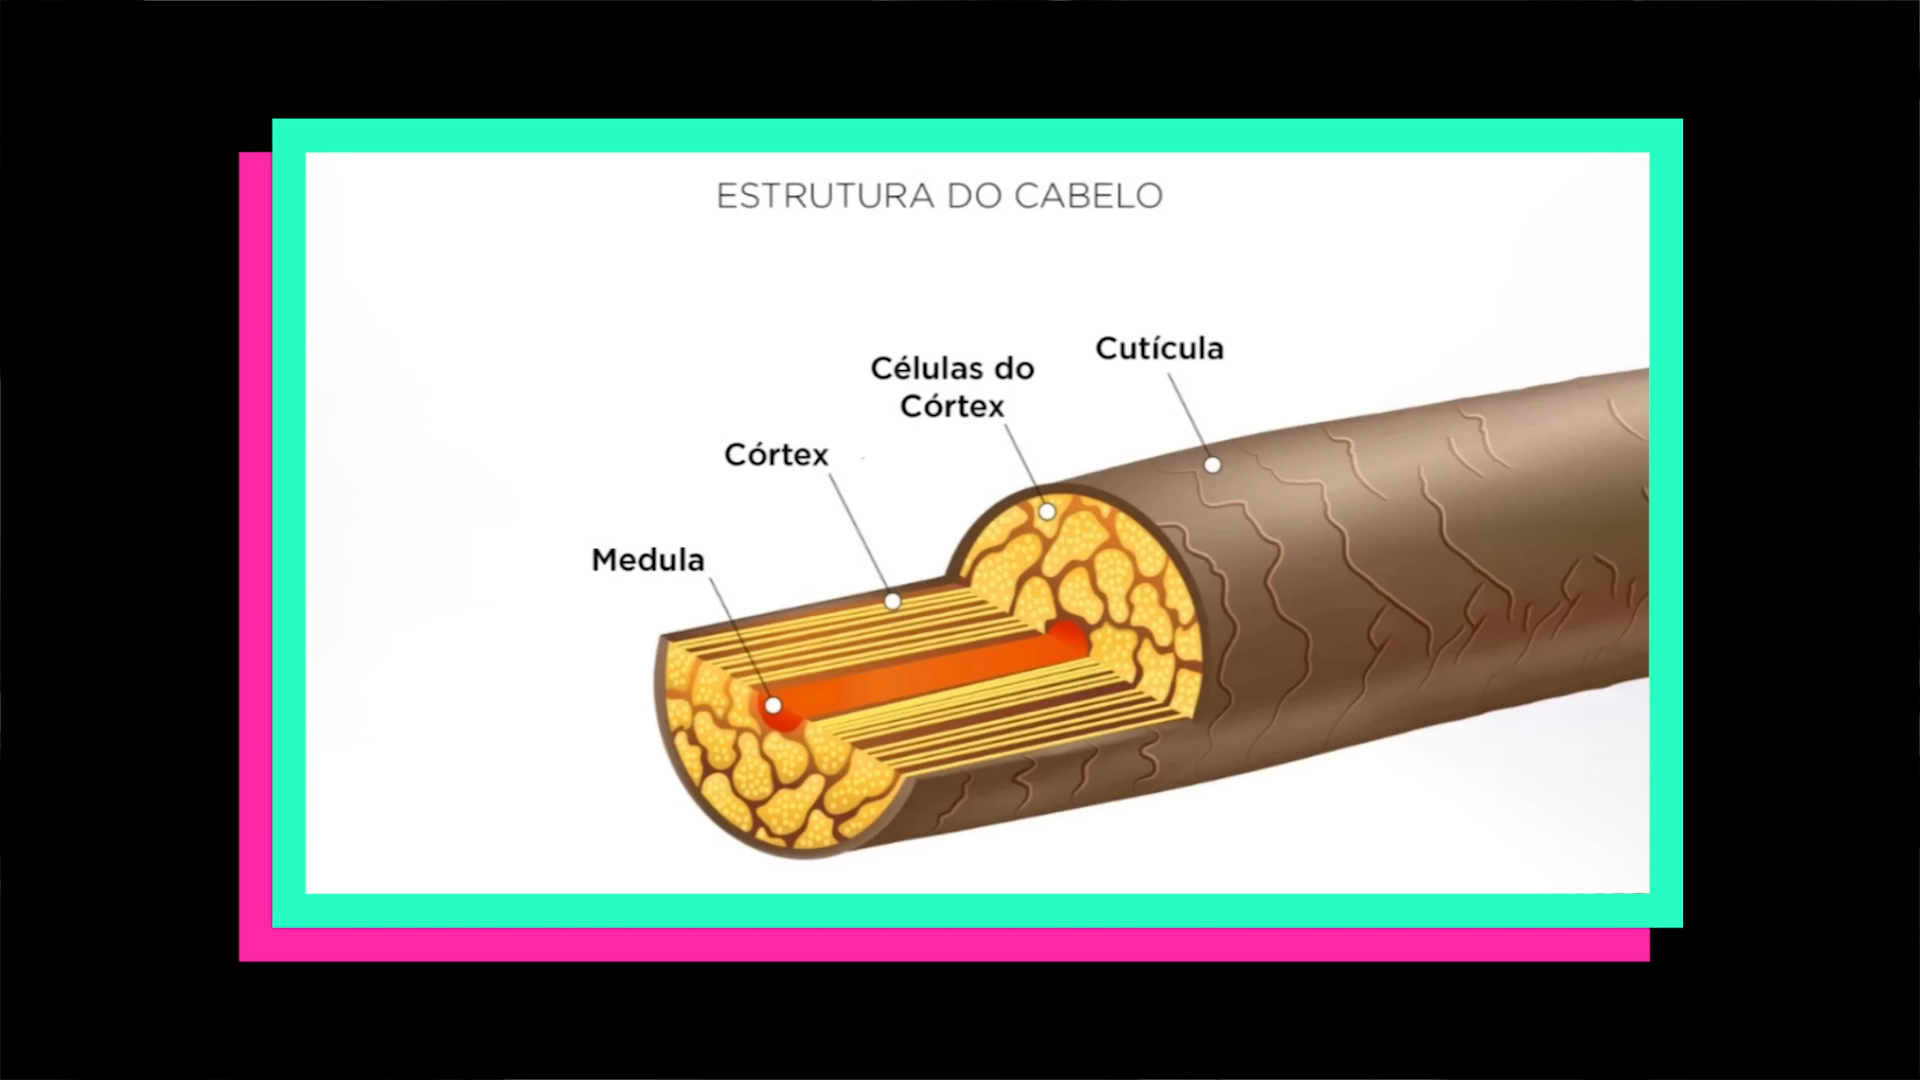 ESTRUTURA DO CABELO
Cutícula
Células do
Córtex
Córtex
Medula